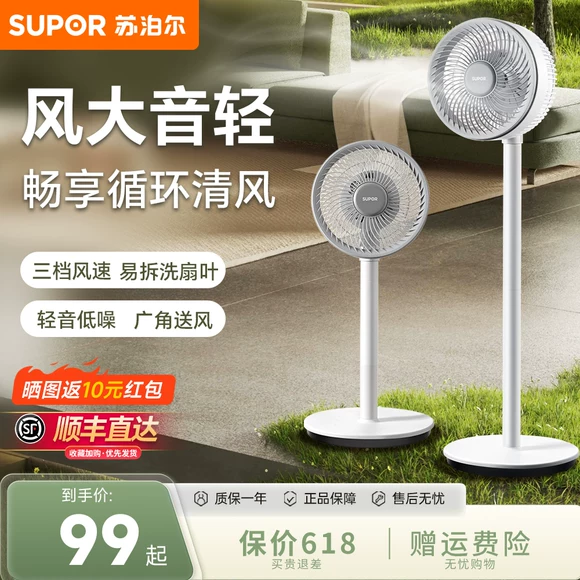 SUPOR 苏泊尔
SUPOR
风大音轻
畅享循环清风
SUPOR
三档风速 易拆洗扇叶
轻音低噪 广角送风
晒图返10元红包
SF 顺丰直达
收藏加购·优先发货
到手价:
99起
质保一年 正品保障 售后无忧
保价618
买贵退差
赠运费险
无忧购物